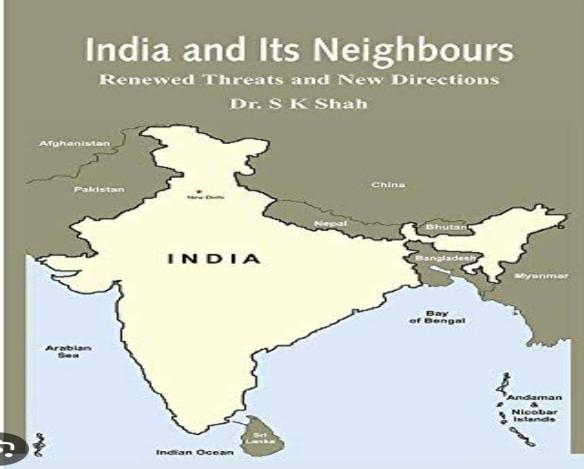 India and Its Neighbours
Renewed Threats and New Directions
Dr. S K Shah
Afghanistan
Pakistan
China
New Delhi
Nepal
Bhutan
INDIA
Bangladesh
Myanmar
Bay
of Bengal
Arabian
Sea
Andaman
&
Nicobar
Islands
Sri
Lanka
Indian Ocean